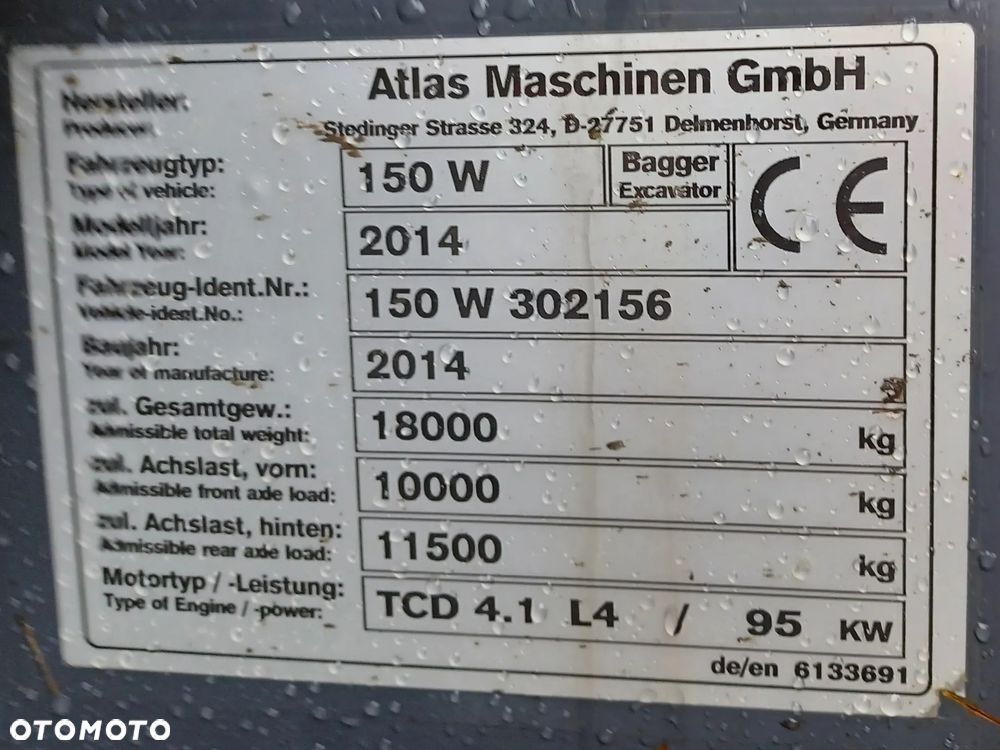 Hersteller: Atlas Maschinen GmbH
Producer: Stedinger Strasse 324, D-27751 Delmenhorst, Germany
Fahrzeugtyp: 150 W Bagger
Type of vehicle: Excavator
CE
Modelljahr: 2014
Model Year:
Fahrzeug-Ident.Nr.: 150 W 302156
Vehicle-ident.No.:
Baujahr: 2014
Year of manufacture:
zul. Gesamtgew.: 18000 kg
Admissible total weight:
zul. Achslast, vorn: 10000 kg
Admissible front axle load:
zul. Achslast, hinten: 11500 kg
Admissible rear axle load:
Motortyp / -Leistung: TCD 4.1 L4 / 95 KW
Type of Engine / -power:
de/en 6133691
OTOMOTO